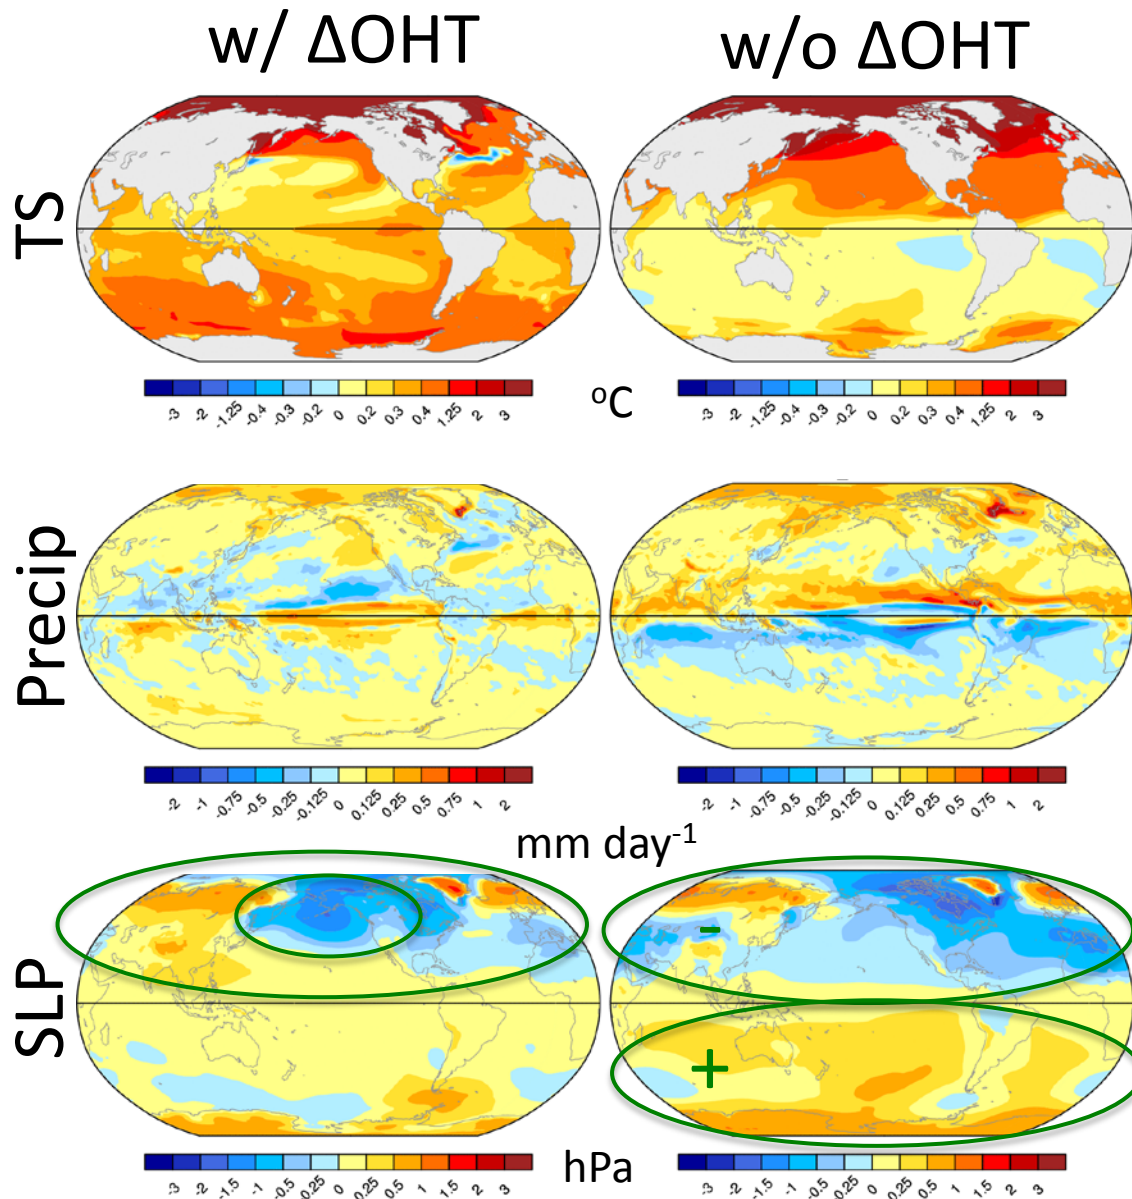 w/ ΔOHT
w/o ΔOHT
TS
-3 -2 -1.25 -0.4 -0.3 -0.2 0 0.2 0.3 0.4 1.25 2 3
oC
-3 -2 -1.25 -0.4 -0.3 -0.2 0 0.2 0.3 0.4 1.25 2 3
Precip
-2 -1 -0.75 -0.5 -0.25 -0.125 0 0.125 0.25 0.5 0.75 1 2
-2 -1 -0.75 -0.5 -0.25 -0.125 0 0.125 0.25 0.5 0.75 1 2
mm day-1
SLP
-
+
-3 -2 -1.5 -1 -0.5 -0.25 0 0.25 0.5 1 1.5 2 3
hPa
-3 -2 -1.5 -1 -0.5 -0.25 0 0.25 0.5 1 1.5 2 3